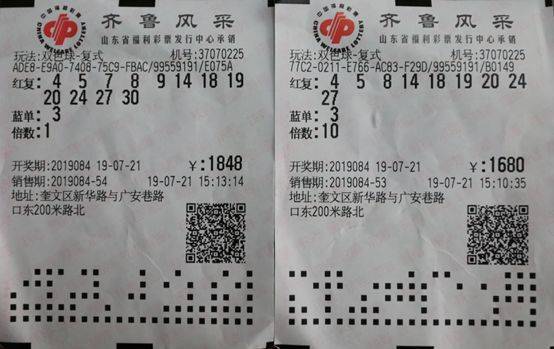 齐鲁风采
山东省福利彩票发行中心承销
玩法:双色球-复式 机号:37070225
ADE8-E9A0-7408-75C9-FBAC/99559191/E075A
红复: 4 5 7 8 9 14 18 19
20 24 27 30
蓝单: 3
倍数:1
开奖期:2019084 19-07-21 ¥:1848
销售期:2019084-54 19-07-21 15:13:14
地址:奎文区新华路与广安巷路
口东200米路北
齐鲁风采
山东省福利彩票发行中心承销
玩法:双色球-复式 机号:37070225
77C2-0211-E766-AC83-F29D/99559191/B0149
红复: 4 5 8 14 18 19 20 24
27
蓝单: 3
倍数:10
开奖期:2019084 19-07-21 ¥:1680
销售期:2019084-53 19-07-21 15:10:35
地址:奎文区新华路与广安巷路
口东200米路北